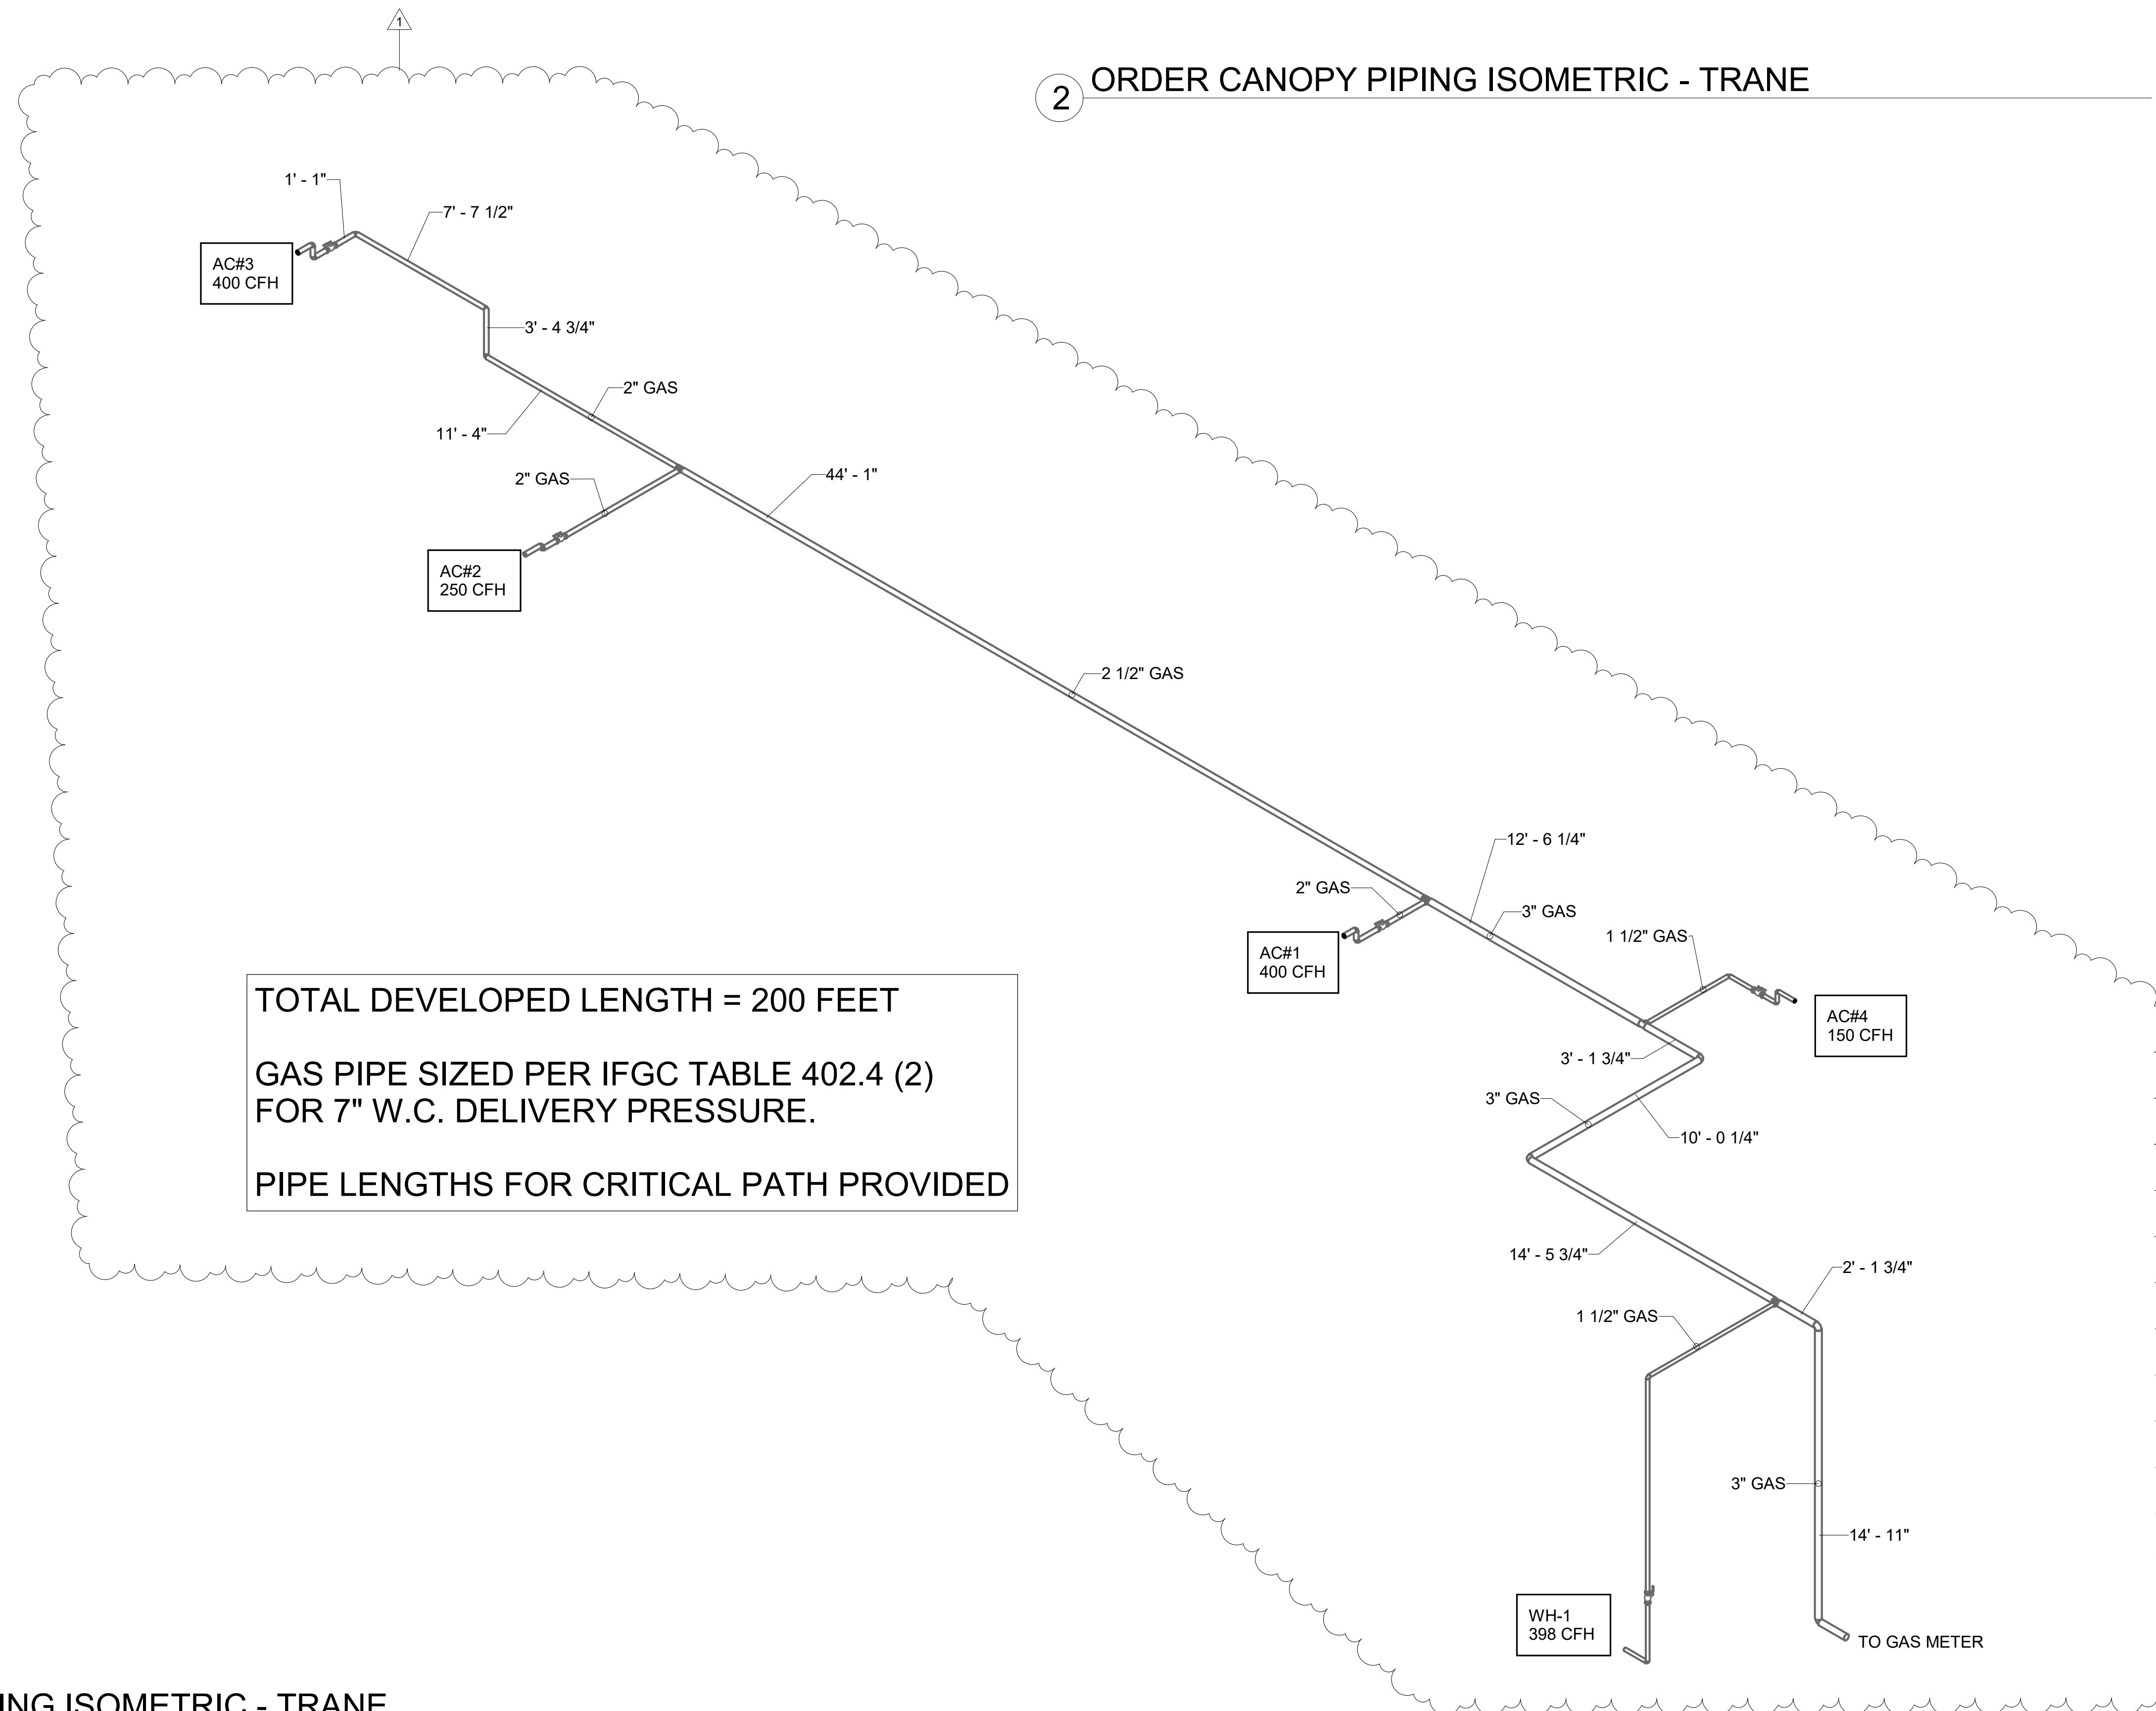 1
2
ORDER CANOPY PIPING ISOMETRIC - TRANE
1' - 1"
7' - 7 1/2"
AC#3
400 CFH
3' - 4 3/4"
2" GAS
11' - 4"
44' - 1"
2" GAS
AC#2
250 CFH
2 1/2" GAS
12' - 6 1/4"
2" GAS
3" GAS
1 1/2" GAS
AC#1
400 CFH
AC#4
150 CFH
TOTAL DEVELOPED LENGTH = 200 FEET
GAS PIPE SIZED PER IFGC TABLE 402.4 (2)
FOR 7" W.C. DELIVERY PRESSURE.
PIPE LENGTHS FOR CRITICAL PATH PROVIDED
3' - 1 3/4"
3" GAS
10' - 0 1/4"
14' - 5 3/4"
2' - 1 3/4"
1 1/2" GAS
3" GAS
14' - 11"
WH-1
398 CFH
TO GAS METER
ING ISOMETRIC - TRANE